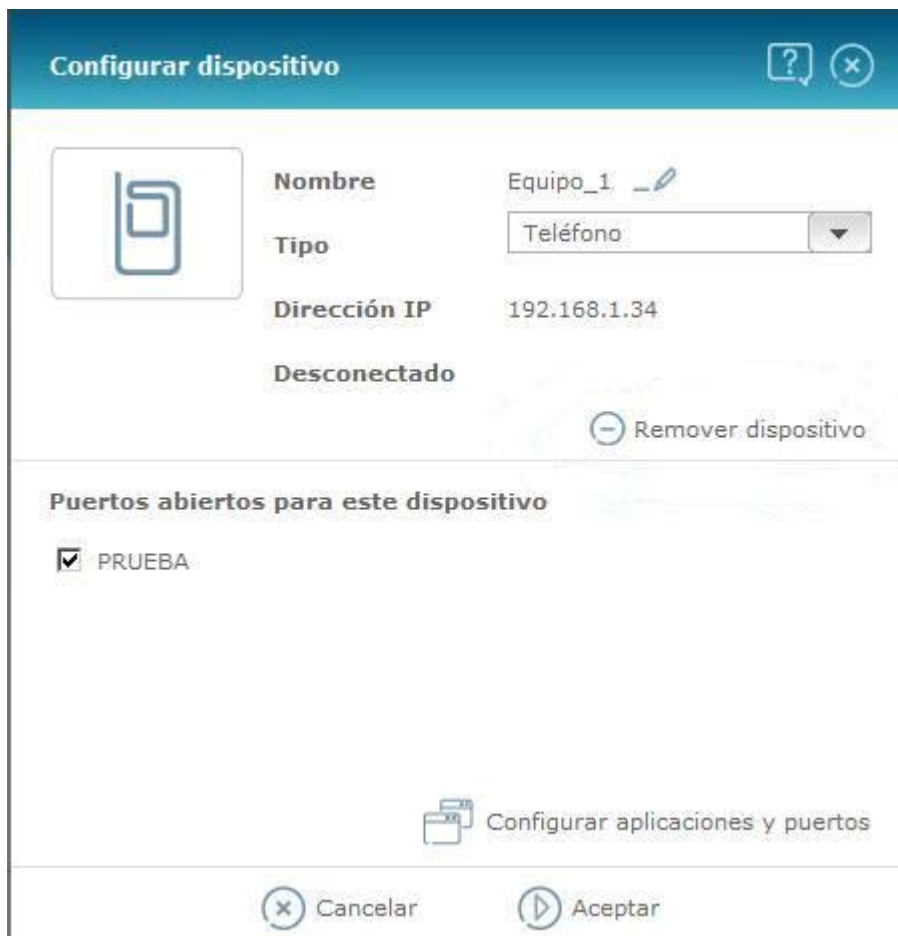 Configurar dispositivo
Nombre Equipo_1
Tipo Teléfono
Dirección IP 192.168.1.34
Desconectado
Remover dispositivo
Puertos abiertos para este dispositivo
PRUEBA
Configurar aplicaciones y puertos
Cancelar Aceptar